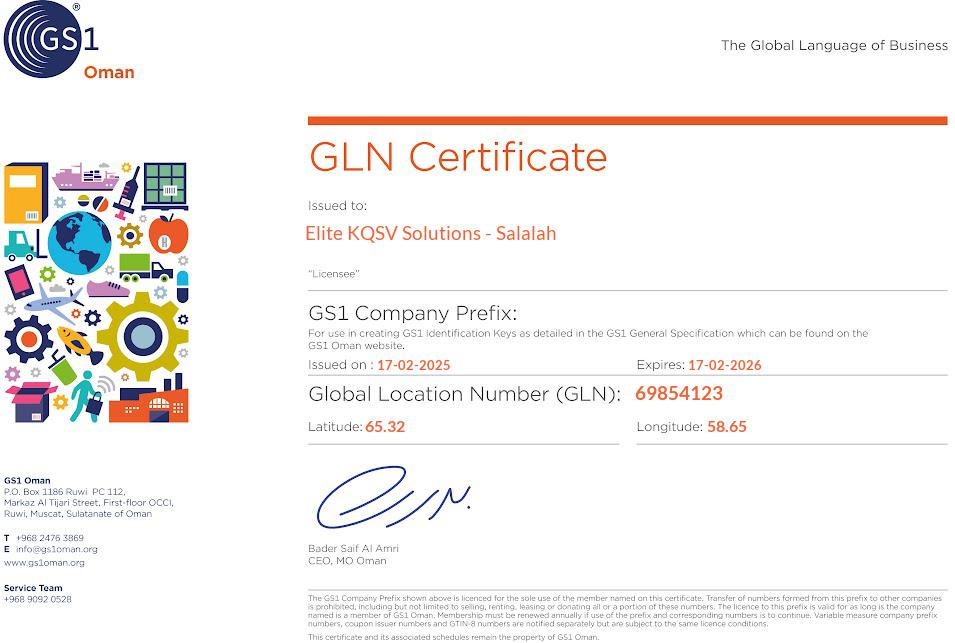 GS1
®
Oman
The Global Language of Business
GLN Certificate
Issued to:
Elite KQSV Solutions - Salalah
“Licensee”
GS1 Company Prefix:
For use in creating GS1 Identification Keys as detailed in the GS1 General Specification which can be found on the
GS1 Oman website.
Issued on : 17-02-2025 Expires: 17-02-2026
Global Location Number (GLN): 69854123
Latitude: 65.32 Longitude: 58.65
Bader Saif Al Amri
CEO, MO Oman
GS1 Oman
P.O. Box 1186 Ruwi PC 112,
Markaz Al Tijari Street, First-floor OCCI,
Ruwi, Muscat, Sulatanate of Oman
T +968 2476 3869
E info@gs1oman.org
www.gs1oman.org
Service Team
+968 9092 0528
The GS1 Company Prefix shown above is licenced for the sole use of the member named on this certificate. Transfer of numbers formed from this prefix to other companies
is prohibited, including but not limited to selling, renting, leasing or donating all or a portion of these numbers. The licence to this prefix is valid for as long is the company
named is a member of GS1 Oman, Membership must be renewed annually if use of the prefix and corresponding numbers is to continue. Variable measure company prefix
numbers, coupon issuer numbers and GTIN-8 numbers are notified separately but are subject to the same licence conditions.
This certificate and its associated schedules remain the property of GS1 Oman.